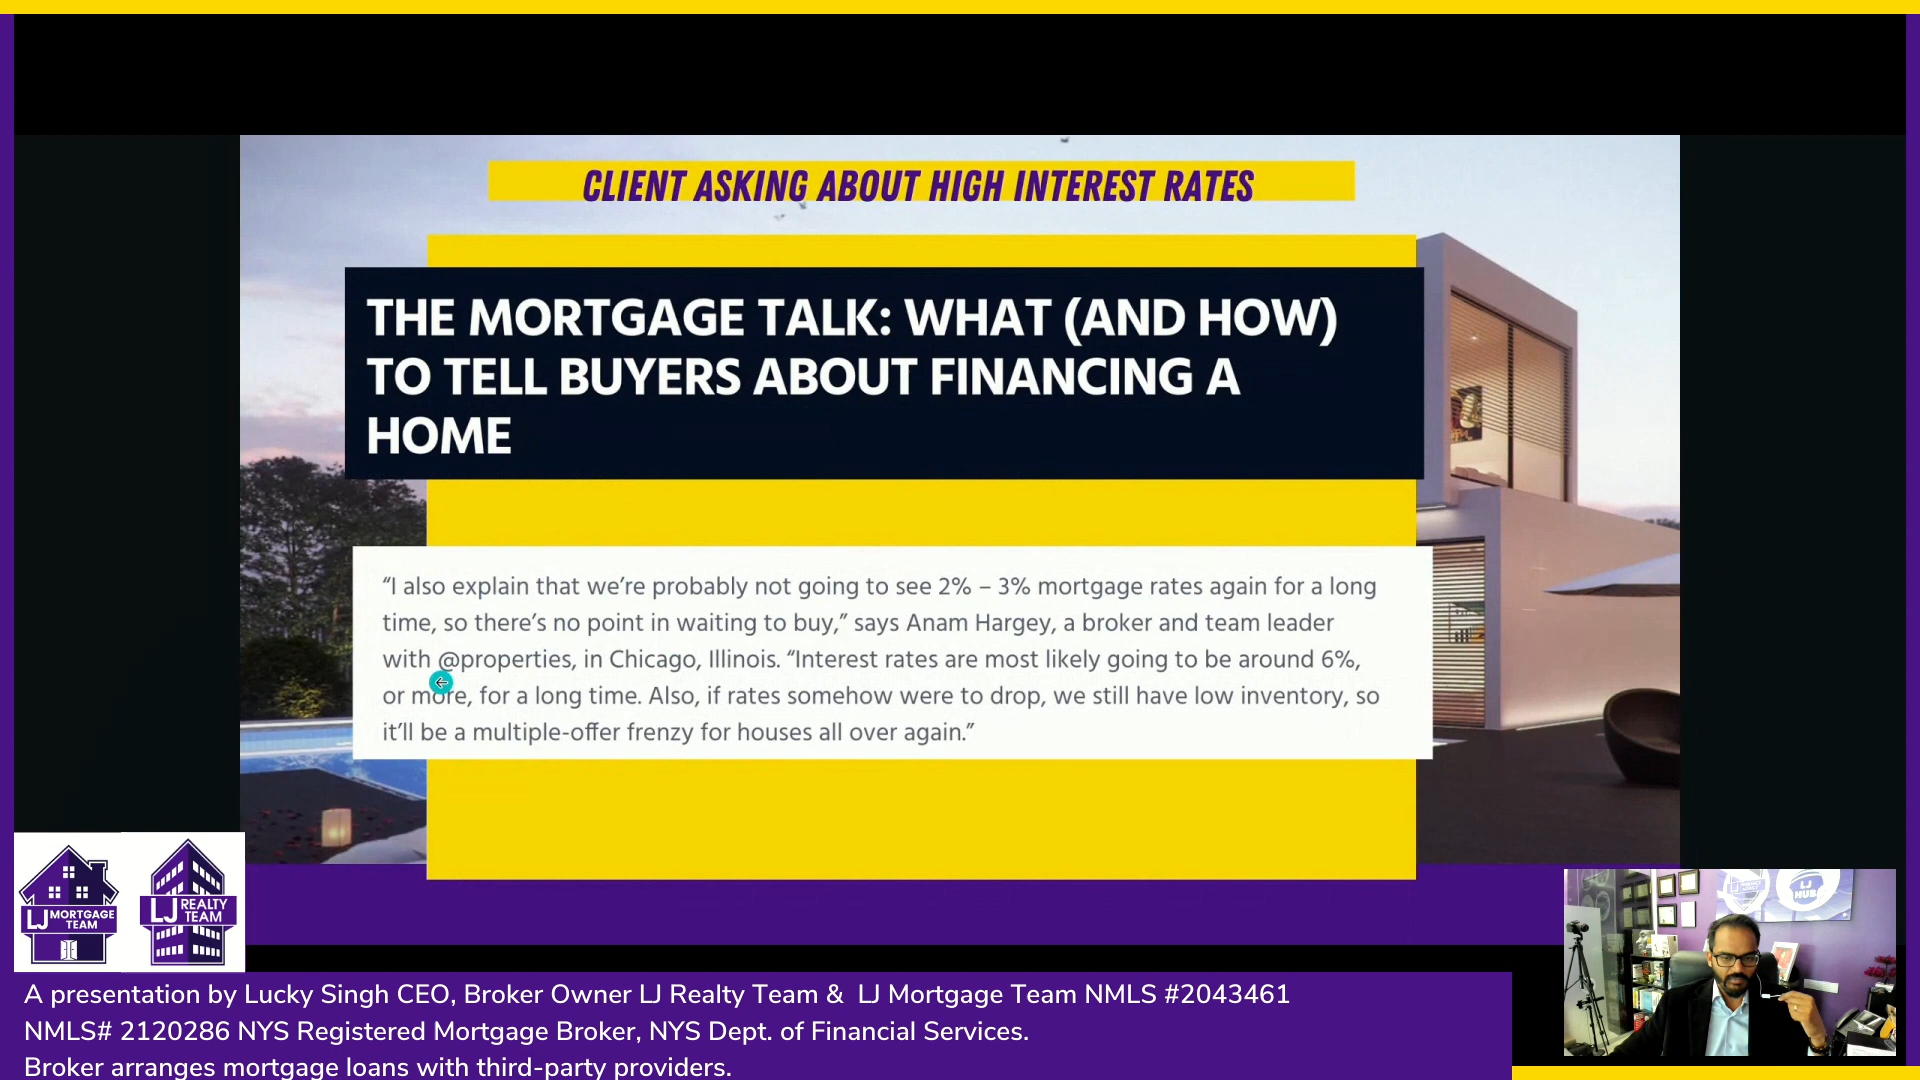 CLIENT ASKING ABOUT HIGH INTEREST RATES
THE MORTGAGE TALK: WHAT (AND HOW)
TO TELL BUYERS ABOUT FINANCING A
HOME
“I also explain that we’re probably not going to see 2% – 3% mortgage rates again for a long
time, so there’s no point in waiting to buy,” says Anam Hargey, a broker and team leader
with @properties, in Chicago, Illinois. “Interest rates are most likely going to be around 6%,
or more, for a long time. Also, if rates somehow were to drop, we still have low inventory, so
it’ll be a multiple-offer frenzy for houses all over again.”
LJ MORTGAGE
TEAM
LJ REALTY
TEAM
LJ
HUB
A presentation by Lucky Singh CEO, Broker Owner LJ Realty Team & LJ Mortgage Team NMLS #2043461
NMLS# 2120286 NYS Registered Mortgage Broker, NYS Dept. of Financial Services.
Broker arranges mortgage loans with third-party providers.